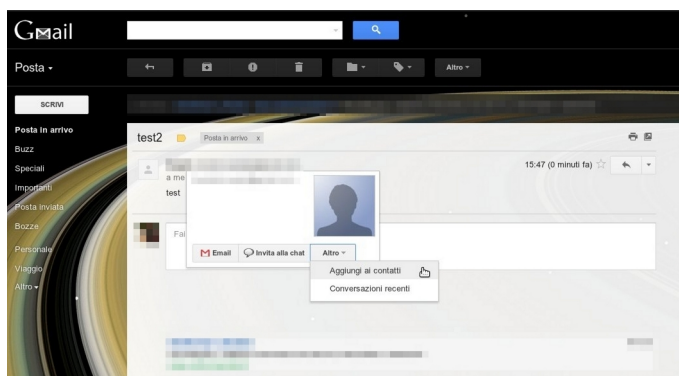 Gmail
Posta
Altro
SCRIVI
Posta in arrivo
Buzz
Speciali
Importanti
Posta inviata
Bozze
Personale
Viaggio
Altro
test2
Posta in arrivo x
15:47 (0 minuti fa)
a me
test
Fai
Email
Invita alla chat
Altro
Aggiungi ai contatti
Conversazioni recenti